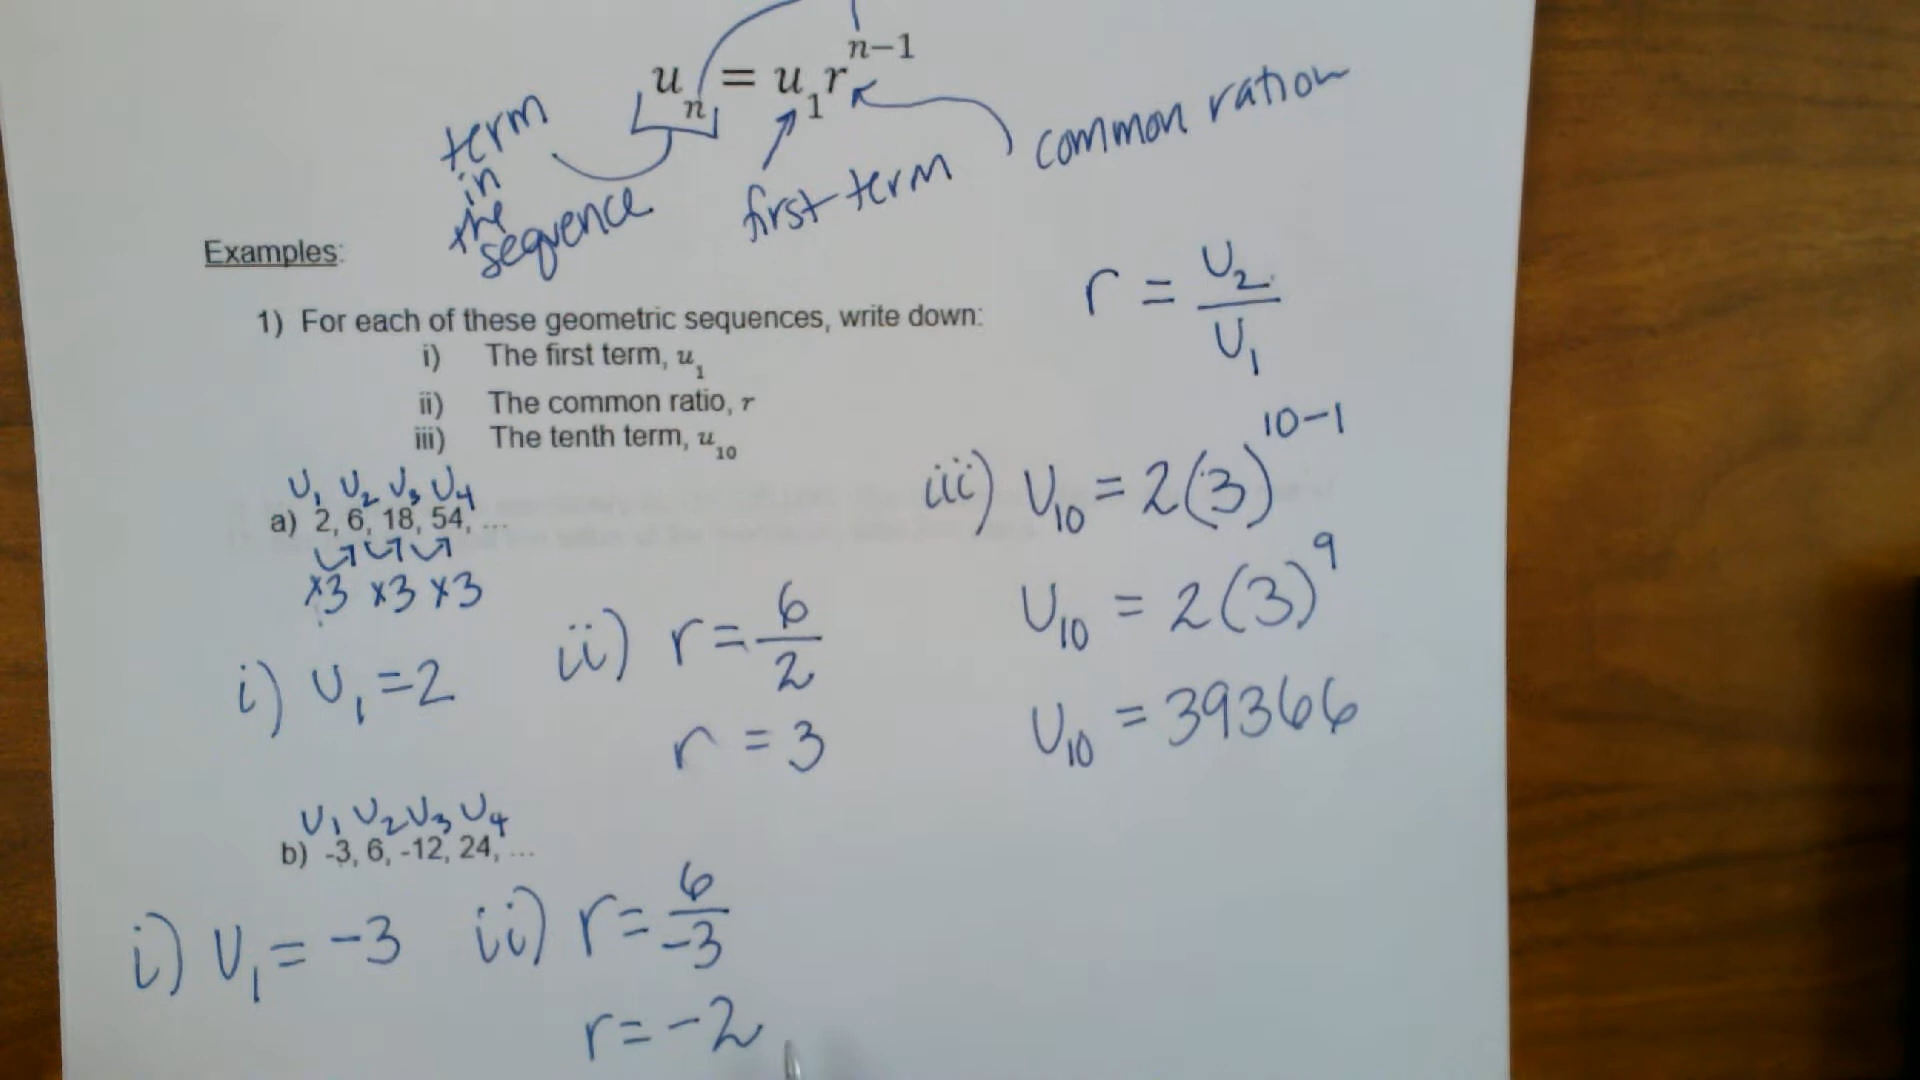 uₙ = u₁rⁿ⁻¹
term
in
the
sequence
first term
common ration
Examples:
r = U₂/U₁
1) For each of these geometric sequences, write down:
i) The first term, u₁
ii) The common ratio, r
iii) The tenth term, u₁₀
U₁ U₂ U₃ U₄
a) 2, 6, 18, 54, ...
×3 ×3 ×3
i) U₁ = 2
ii) r = 6/2
r = 3
iii) U₁₀ = 2(3)¹⁰⁻¹
U₁₀ = 2(3)⁹
U₁₀ = 39366
U₁ U₂ U₃ U₄
b) -3, 6, -12, 24, ...
i) U₁ = -3
ii) r = 6/-3
r = -2